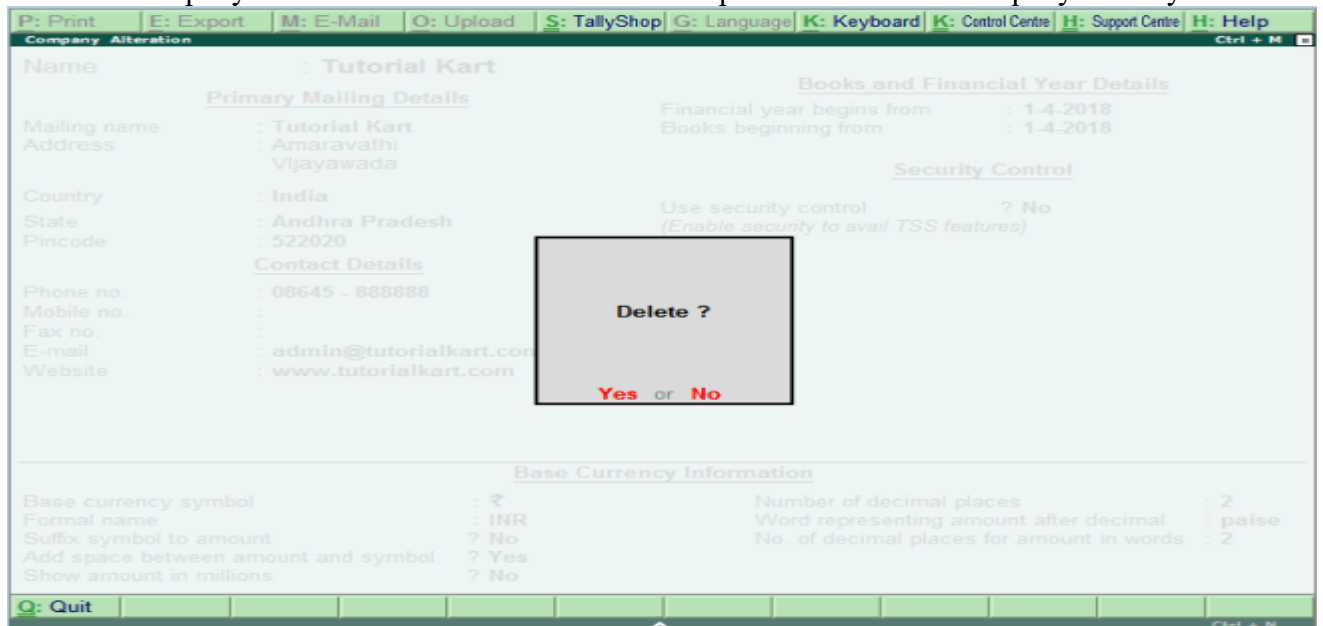 P: Print E: Export M: E-Mail O: Upload S: TallyShop G: Language K: Keyboard K: Control Centre H: Support Centre H: Help
Company Alteration Ctrl + M
Name : Tutorial Kart
Books and Financial Year Details
Primary Mailing Details
Financial year begins from : 1-4-2018
Mailing name : Tutorial Kart
Books beginning from : 1-4-2018
Address : Amaravathi
VIjayawada
Security Control
Country : India
Use security control ? No
State : Andhra Pradesh
(Enable security to avail TSS features)
Pincode : 522020
Contact Details
Phone no. : 08645 - 888888
Mobile no. :
Delete ?
Fax no. :
E-mail : admin@tutorialkart.com
Website : www.tutorialkart.com
Yes or No
Base Currency Information
Base currency symbol : ₹ Number of decimal places : 2
Formal name : INR Word representing amount after decimal : paise
Suffix symbol to amount ? No No. of decimal places for amount in words : 2
Add space between amount and symbol ? Yes
Show amount in millions ? No
Q: Quit
Ctrl + N